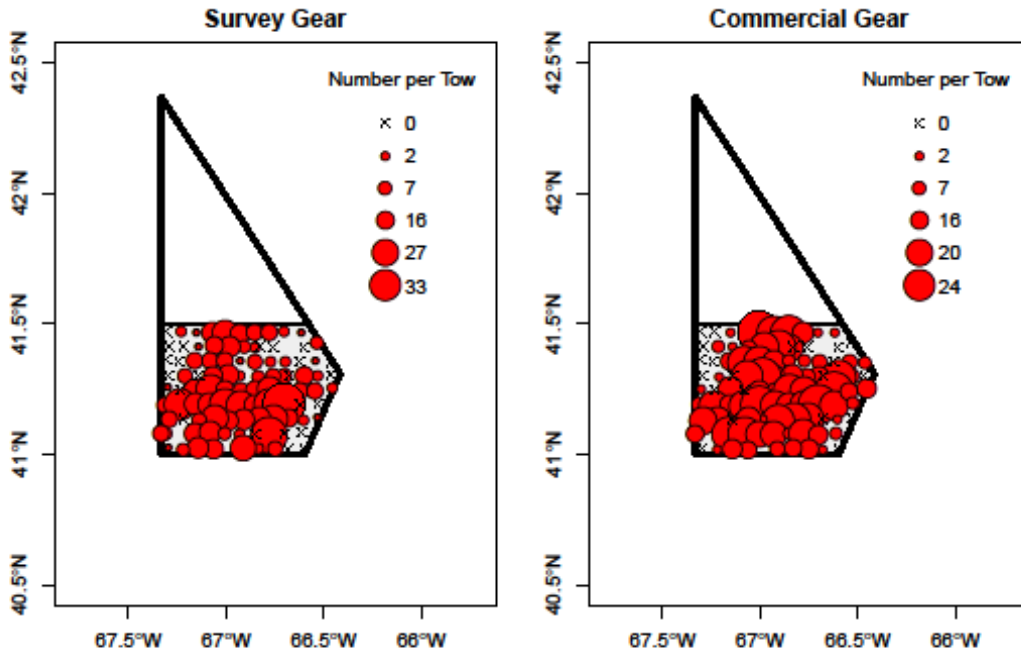 Survey Gear
Number per Tow
0
2
7
16
27
33
42.5°N
42°N
41.5°N
41°N
40.5°N
67.5°W
67°W
66.5°W
66°W
Commercial Gear
Number per Tow
0
2
7
16
20
24
42.5°N
42°N
41.5°N
41°N
40.5°N
67.5°W
67°W
66.5°W
66°W